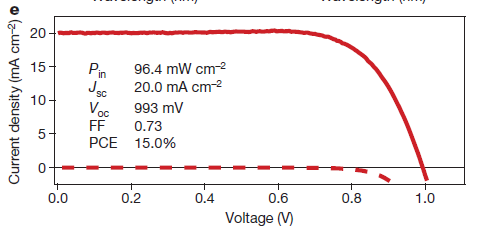 e
Current density (mA cm⁻²)
20
15
10
5
0
P_in 96.4 mW cm⁻²
J_sc 20.0 mA cm⁻²
V_oc 993 mV
FF 0.73
PCE 15.0%
0.0 0.2 0.4 0.6 0.8 1.0
Voltage (V)